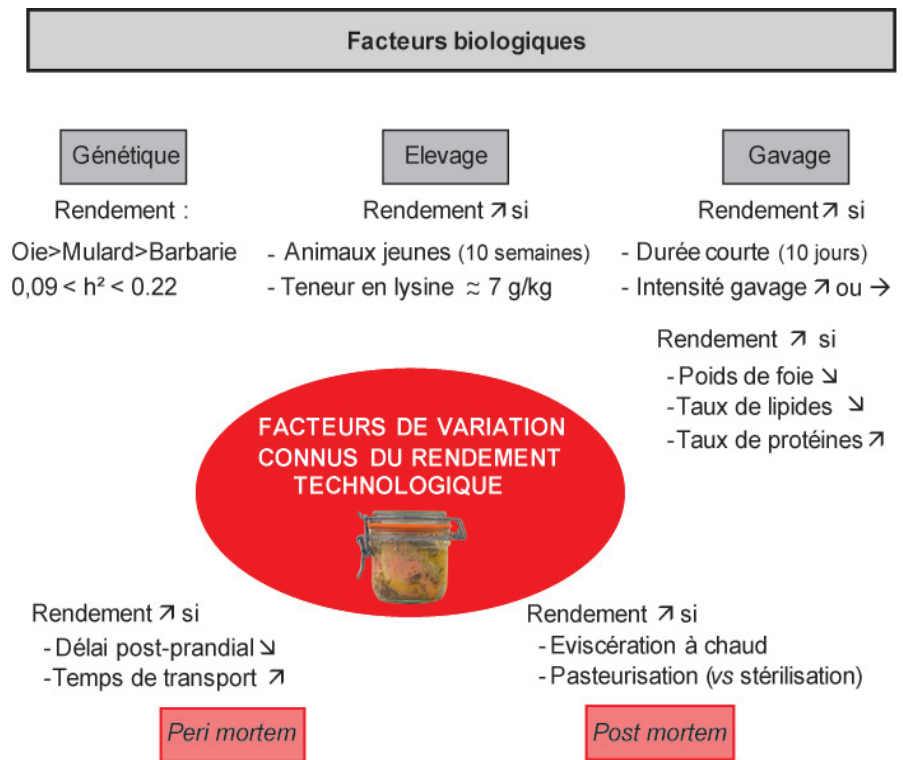 Facteurs biologiques
Génétique
Rendement :
Oie>Mulard>Barbarie
0,09 < h² < 0.22
Elevage
Rendement ↗ si
- Animaux jeunes (10 semaines)
- Teneur en lysine ≈ 7 g/kg
Gavage
Rendement ↗ si
- Durée courte (10 jours)
- Intensité gavage ↗ ou →
Rendement ↗ si
- Poids de foie ↘
- Taux de lipides ↘
- Taux de protéines ↗
FACTEURS DE VARIATION
CONNUS DU RENDEMENT
TECHNOLOGIQUE
Rendement ↗ si
- Délai post-prandial ↘
- Temps de transport ↗
Peri mortem
Rendement ↗ si
- Eviscération à chaud
- Pasteurisation (vs stérilisation)
Post mortem